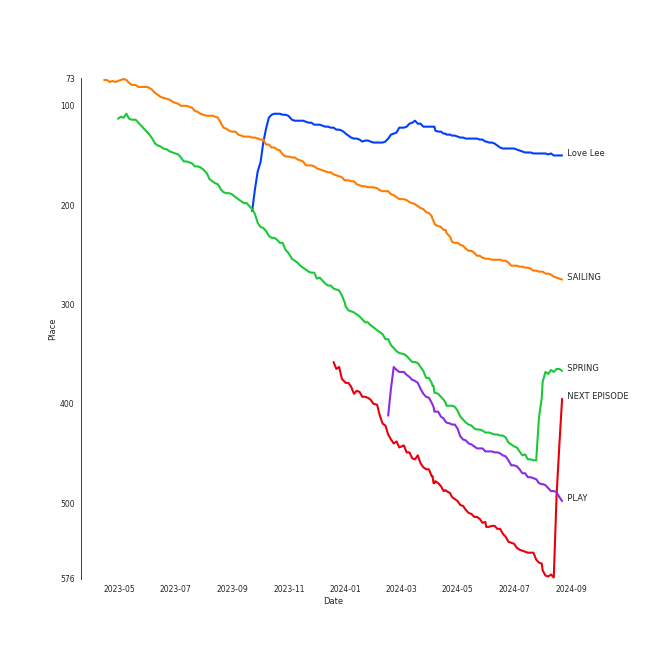 73
100
200
300
400
500
576
Place
2023-05
2023-07
2023-09
2023-11
2024-01
2024-03
2024-05
2024-07
2024-09
Date
Love Lee
SAILING
SPRING
NEXT EPISODE
PLAY